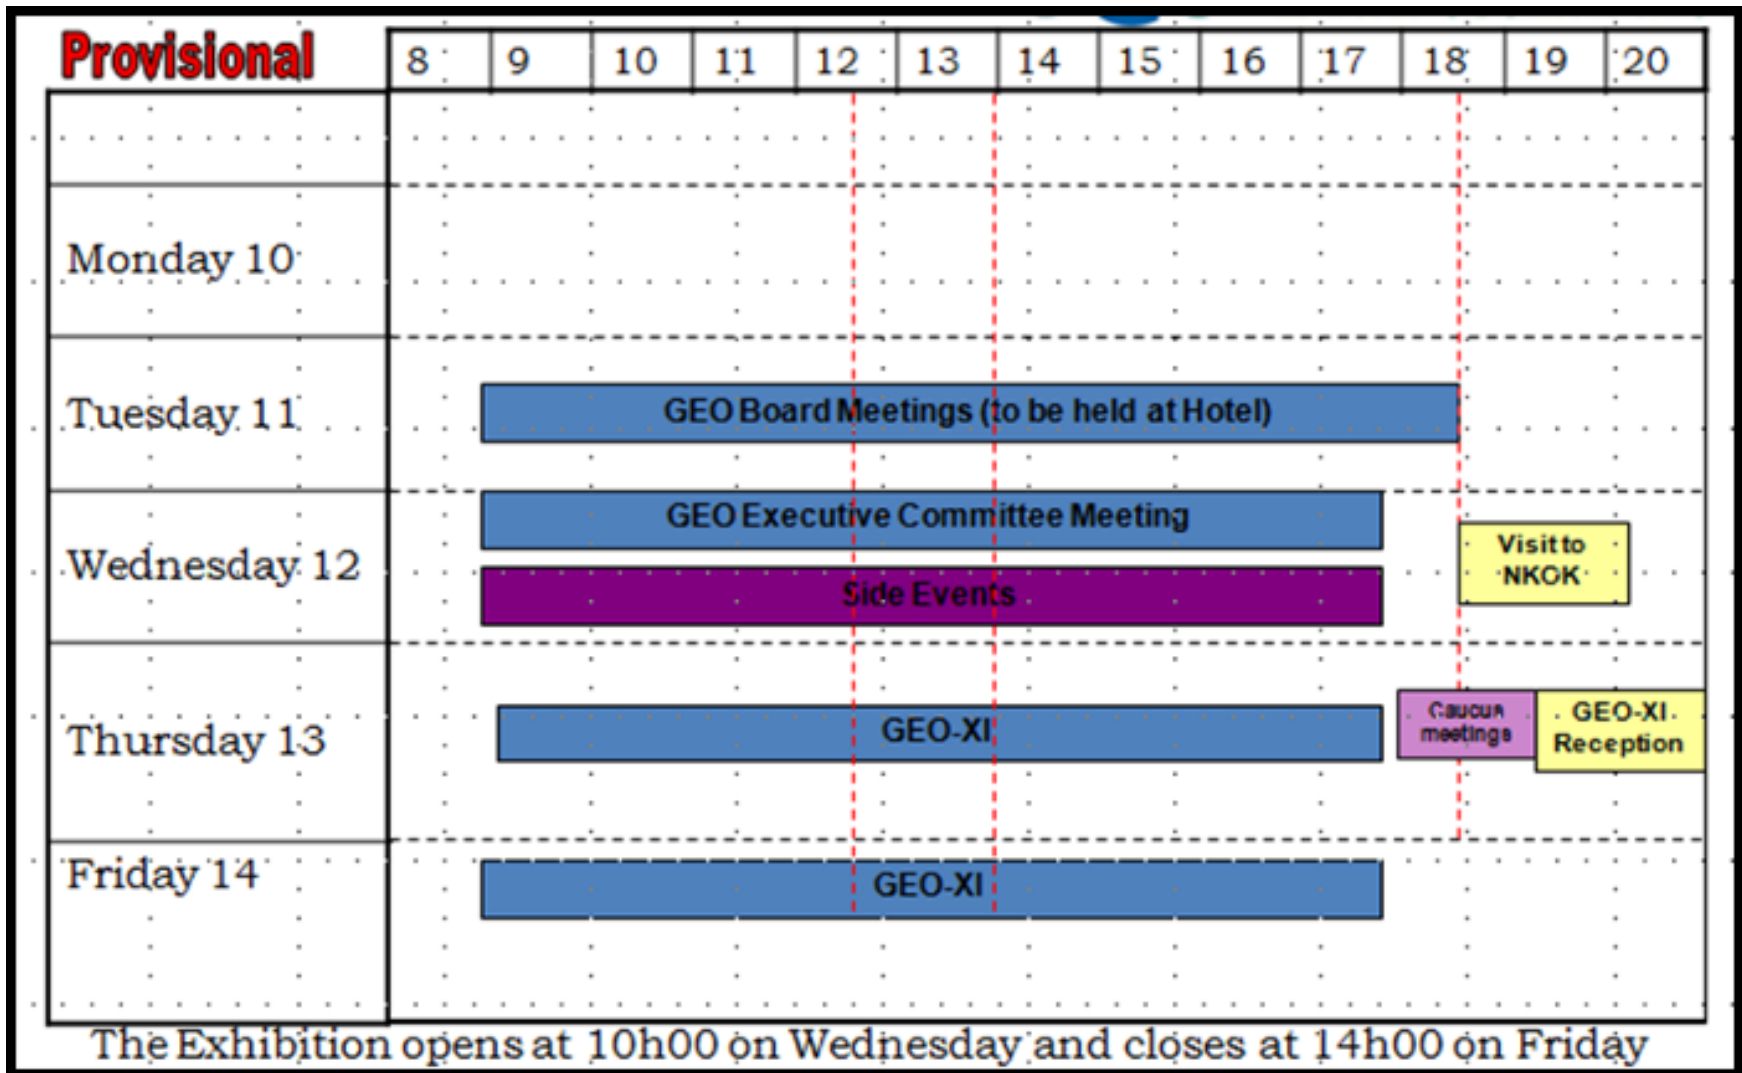 Provisional 8 9 10 11 12 13 14 15 16 17 18 19 20
Monday 10
Tuesday 11
GEO Board Meetings (to be held at Hotel)
Wednesday 12
GEO Executive Committee Meeting
Side Events
Visit to
NKOK
Thursday 13
GEO-XI
Caucus
meetings
GEO-XI
Reception
Friday 14
GEO-XI
The Exhibition opens at 10h00 on Wednesday and closes at 14h00 on Friday